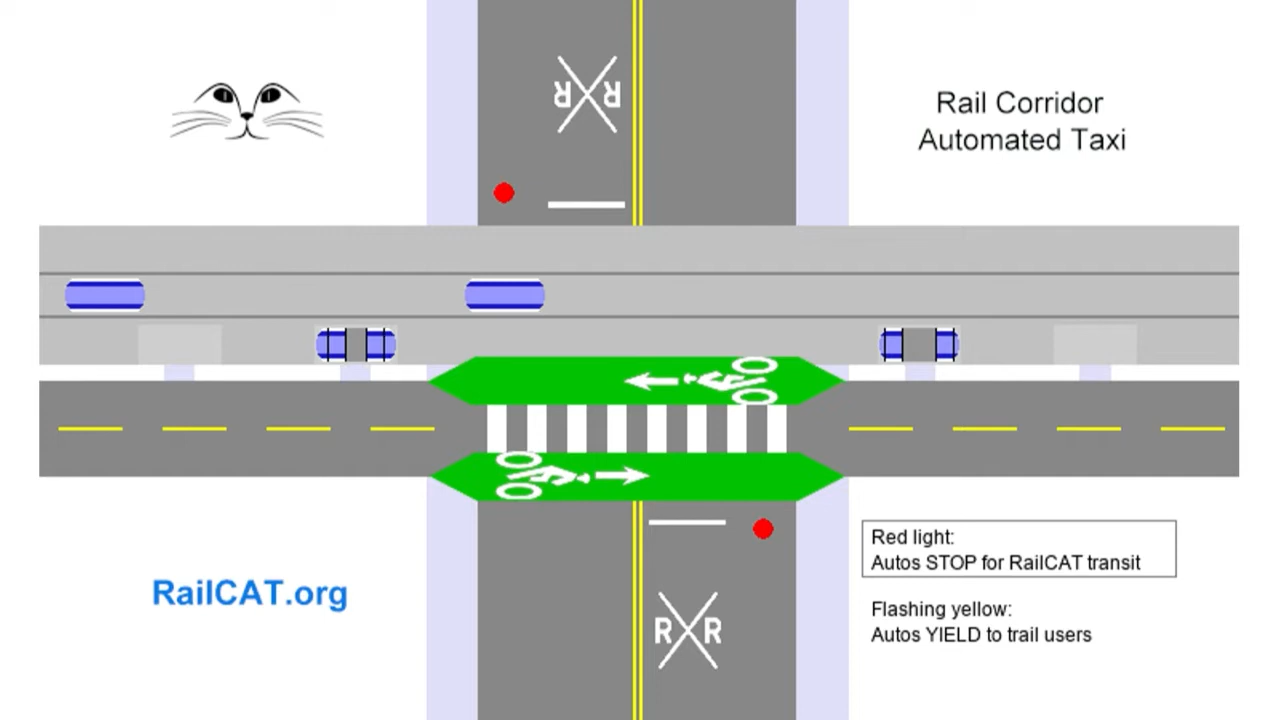 R R
Rail Corridor
Automated Taxi
Red light:
Autos STOP for RailCAT transit
RailCAT.org
Flashing yellow:
Autos YIELD to trail users
R R